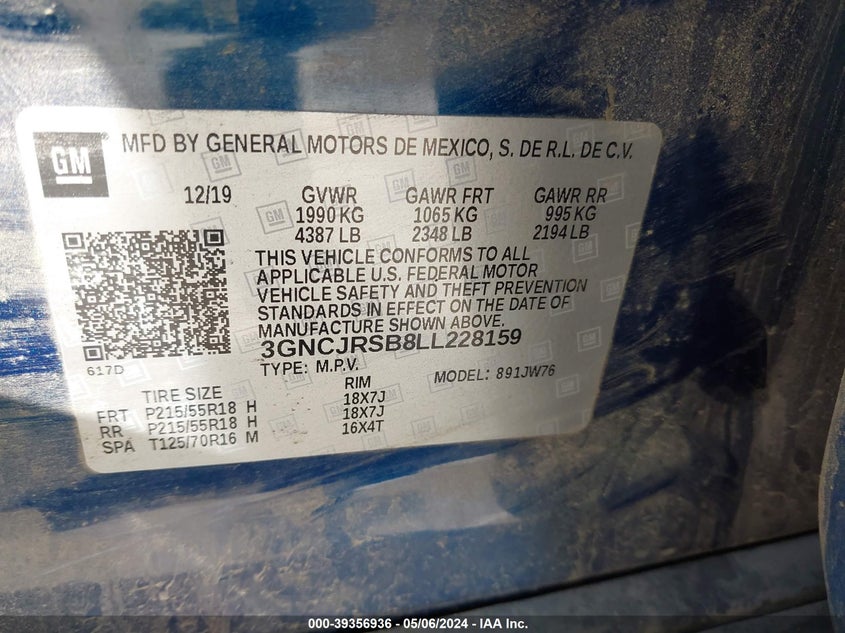 GM
MFD BY GENERAL MOTORS DE MEXICO, S. DE R.L. DE C.V.
12/19 GVWR GAWR FRT GAWR RR
1990 KG 1065 KG 995 KG
4387 LB 2348 LB 2194 LB
THIS VEHICLE CONFORMS TO ALL
APPLICABLE U.S. FEDERAL MOTOR
VEHICLE SAFETY AND THEFT PREVENTION
STANDARDS IN EFFECT ON THE DATE OF
MANUFACTURE SHOWN ABOVE.
3GNCJRSB8LL228159
617D
TYPE: M.P.V. MODEL: 891JW76
TIRE SIZE RIM
FRT P215/55R18 H 18X7J
RR P215/55R18 H 18X7J
SPA T125/70R16 M 16X4T
000-39356936 - 05/06/2024 - IAA Inc.